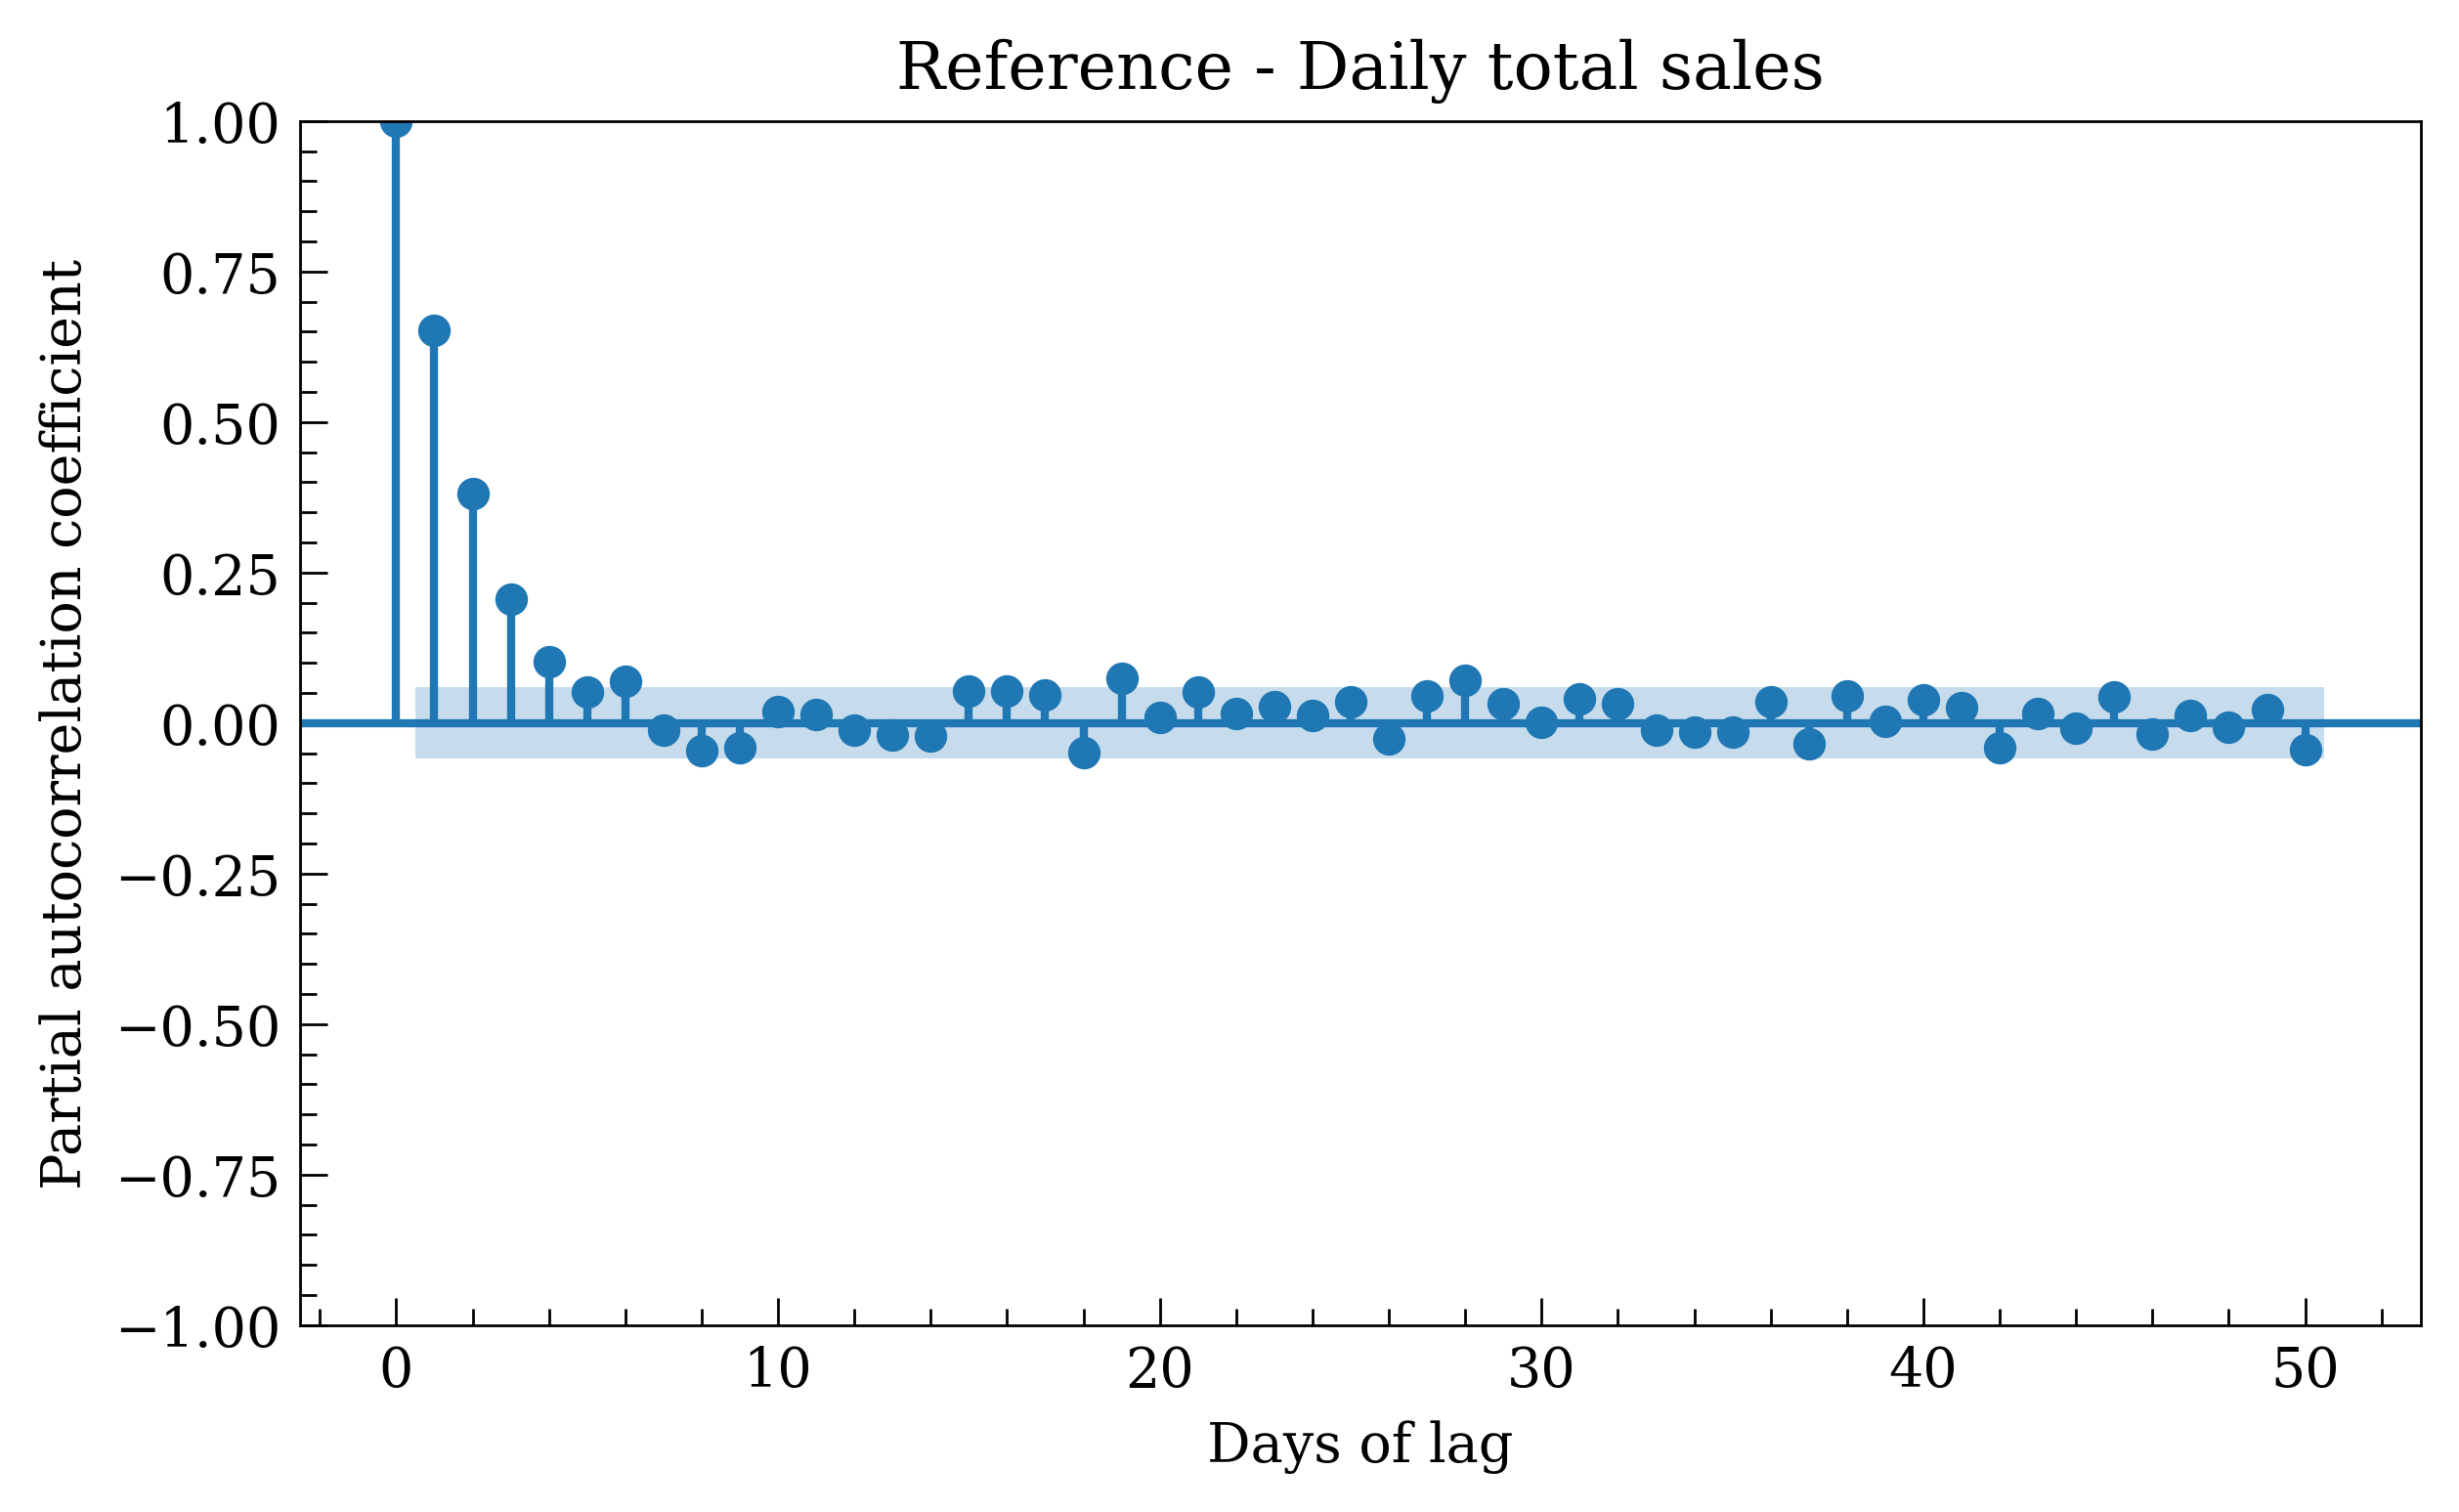 Reference - Daily total sales
Partial autocorrelation coefficient
1.00
0.75
0.50
0.25
0.00
−0.25
−0.50
−0.75
−1.00
0 10 20 30 40 50
Days of lag